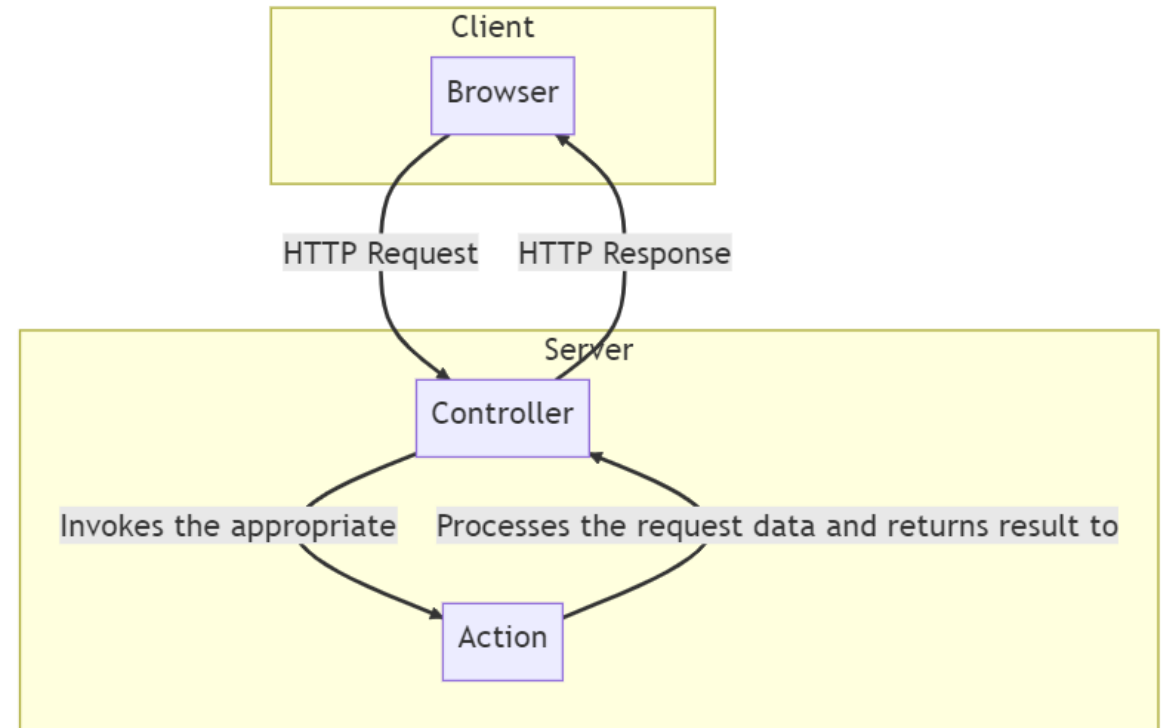 Client
Browser
HTTP Request
HTTP Response
Server
Controller
Invokes the appropriate
Processes the request data and returns result to
Action